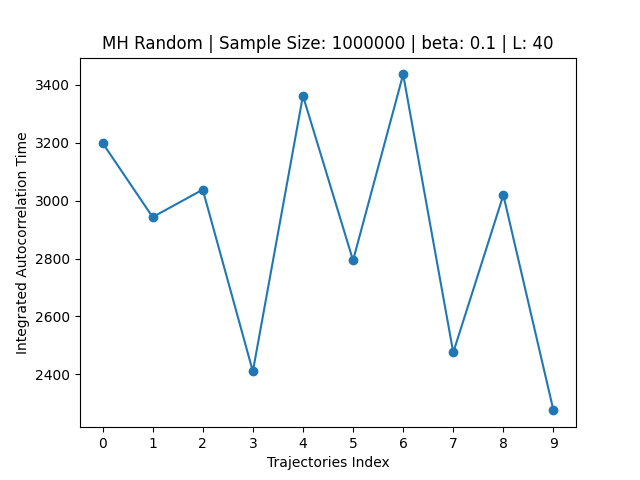 MH Random | Sample Size: 1000000 | beta: 0.1 | L: 40
Integrated Autocorrelation Time
3400
3200
3000
2800
2600
2400
0 1 2 3 4 5 6 7 8 9
Trajectories Index